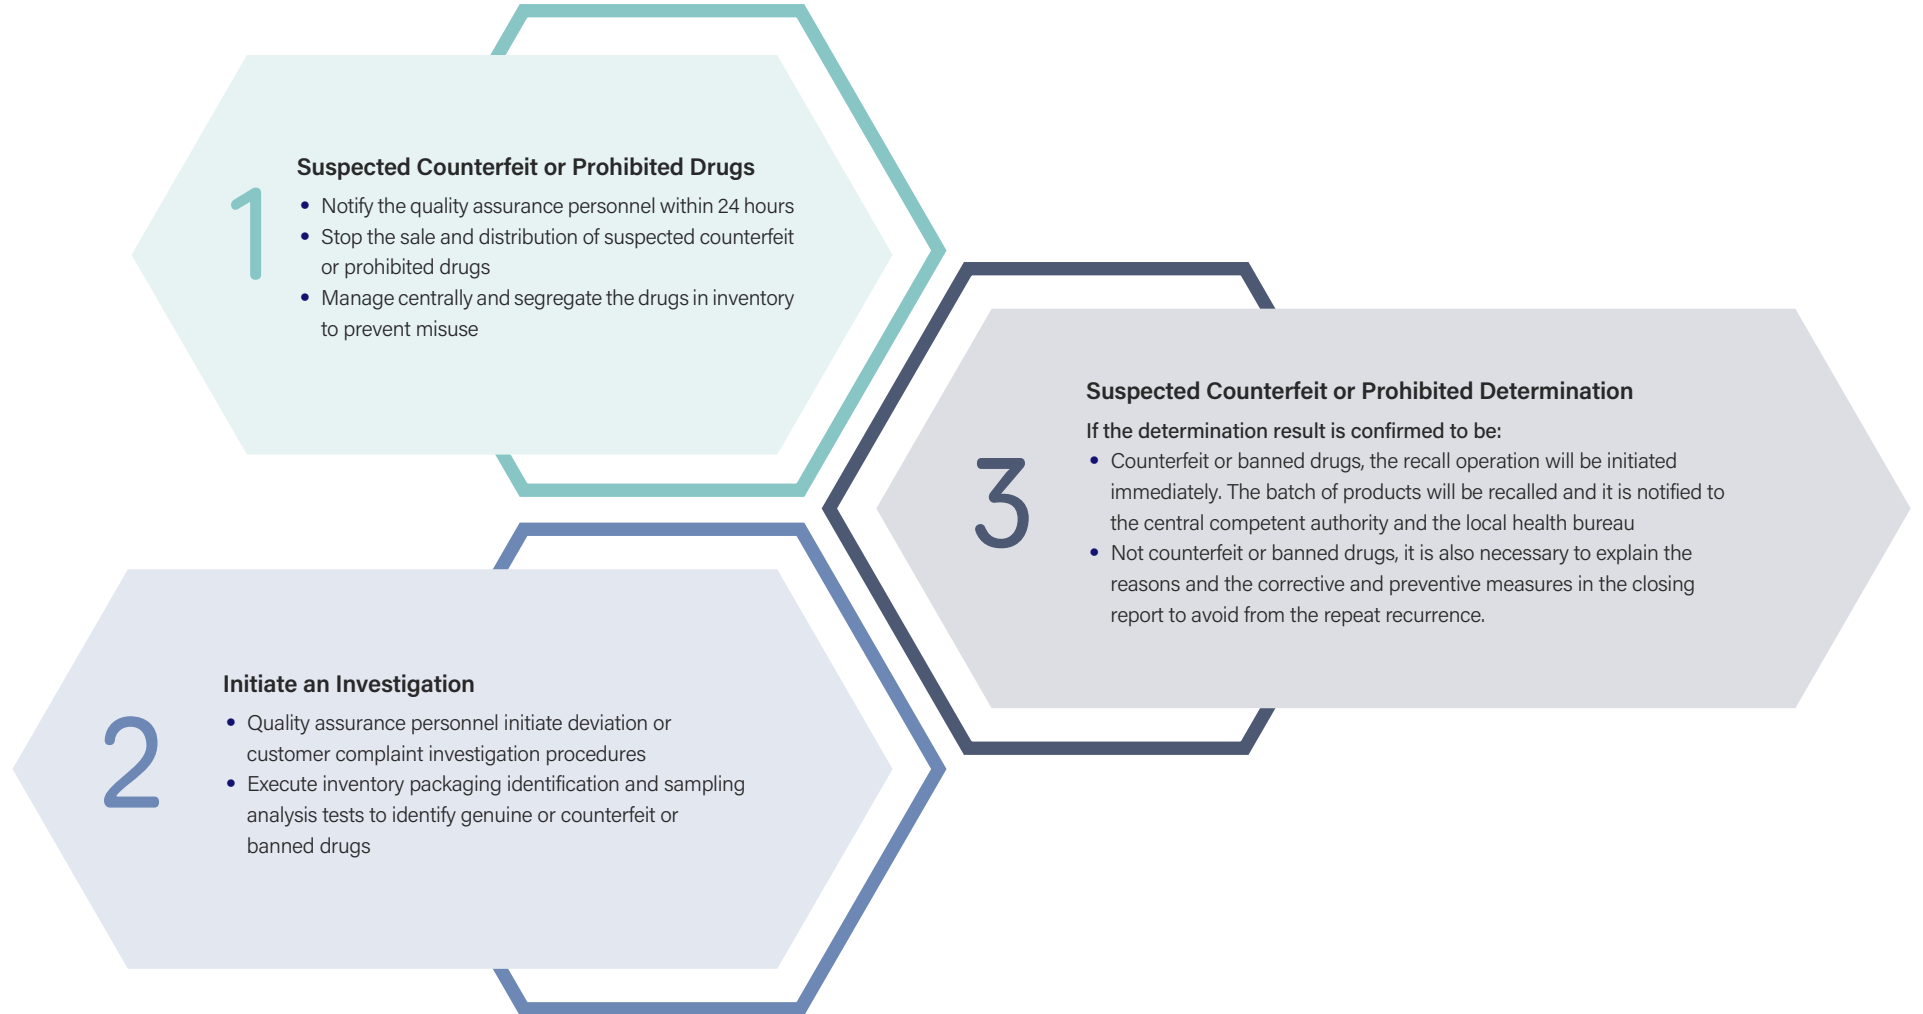 1
Suspected Counterfeit or Prohibited Drugs
• Notify the quality assurance personnel within 24 hours
• Stop the sale and distribution of suspected counterfeit
or prohibited drugs
• Manage centrally and segregate the drugs in inventory
to prevent misuse
2
Initiate an Investigation
• Quality assurance personnel initiate deviation or
customer complaint investigation procedures
• Execute inventory packaging identification and sampling
analysis tests to identify genuine or counterfeit or
banned drugs
3
Suspected Counterfeit or Prohibited Determination
If the determination result is confirmed to be:
• Counterfeit or banned drugs, the recall operation will be initiated
immediately. The batch of products will be recalled and it is notified to
the central competent authority and the local health bureau
• Not counterfeit or banned drugs, it is also necessary to explain the
reasons and the corrective and preventive measures in the closing
report to avoid from the repeat recurrence.